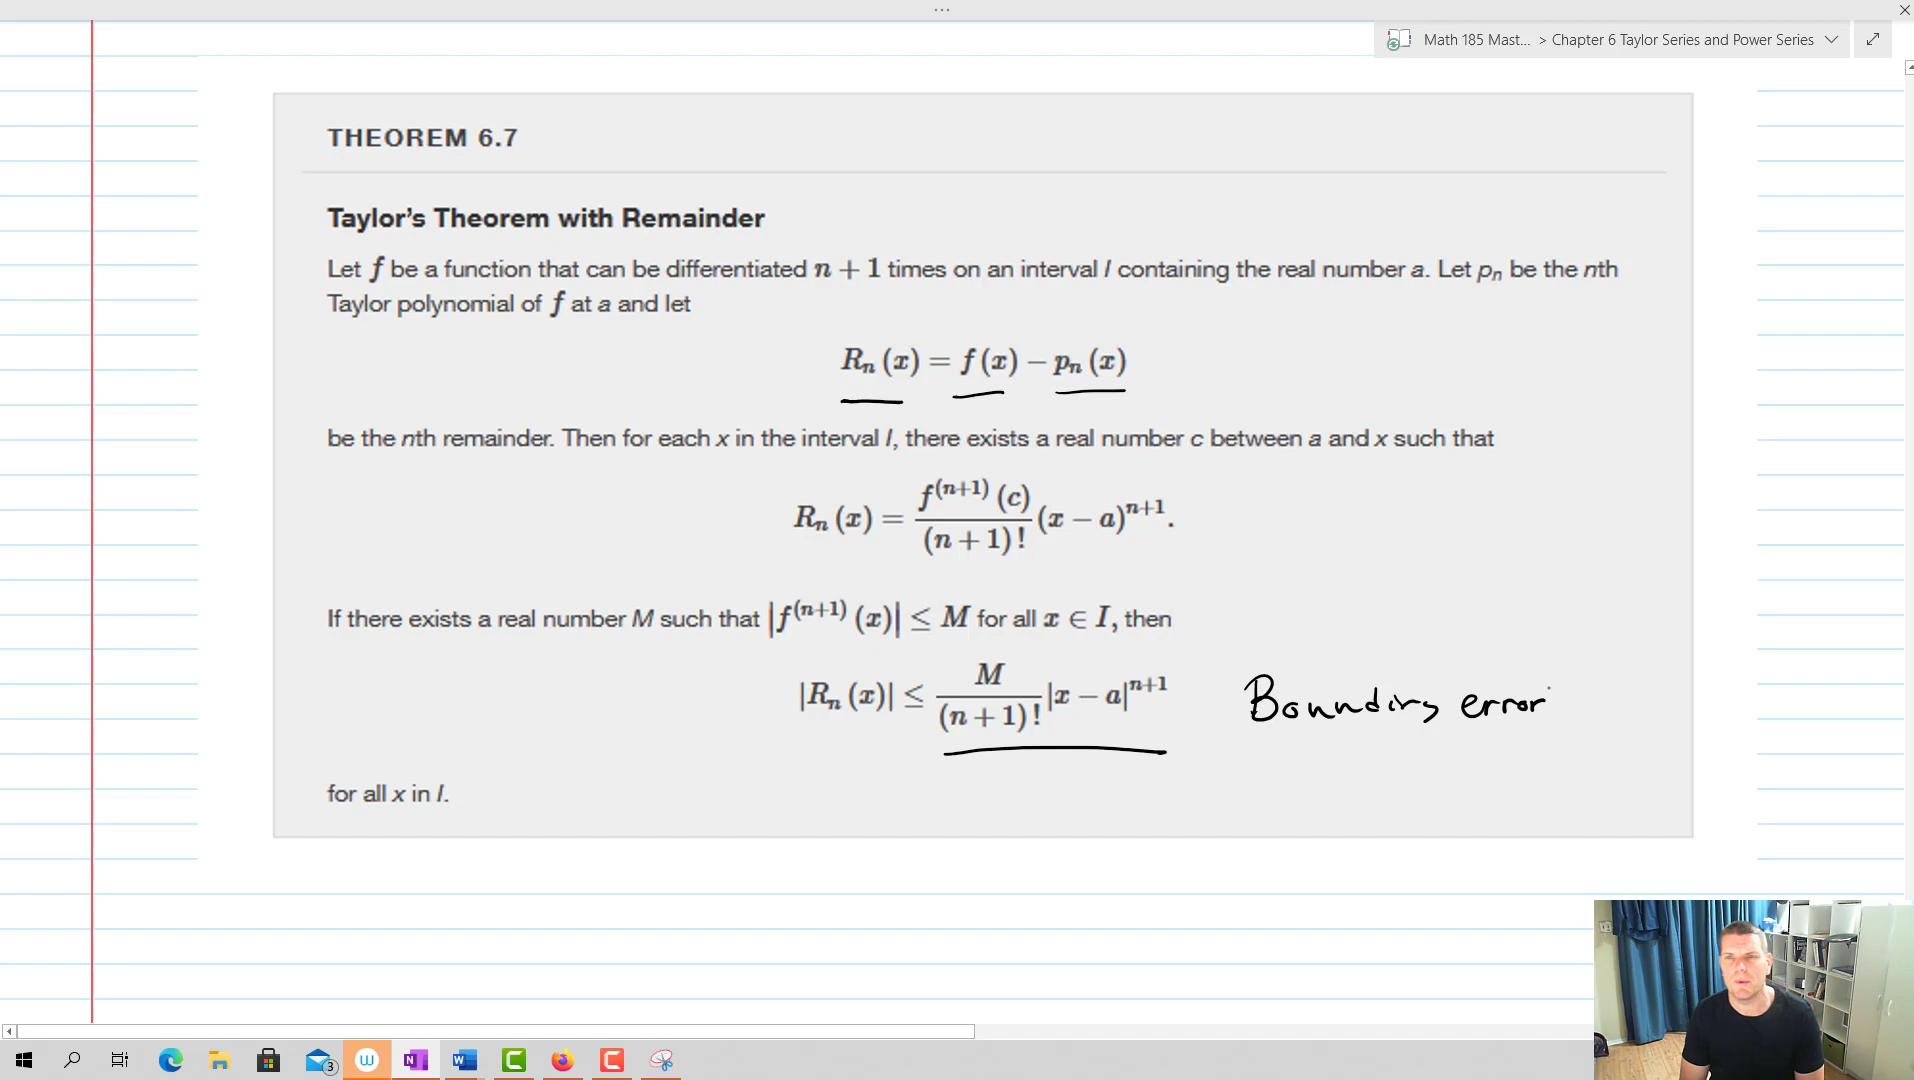 ...
Math 185 Mast... > Chapter 6 Taylor Series and Power Series
THEOREM 6.7
Taylor’s Theorem with Remainder
Let f be a function that can be differentiated n + 1 times on an interval I containing the real number a. Let pₙ be the nth
Taylor polynomial of f at a and let
Rₙ (x) = f (x) − pₙ (x)
be the nth remainder. Then for each x in the interval I, there exists a real number c between a and x such that
Rₙ (x) = f⁽ⁿ⁺¹⁾ (c) / (n + 1)! (x − a)ⁿ⁺¹.
If there exists a real number M such that |f⁽ⁿ⁺¹⁾ (x)| ≤ M for all x ∈ I, then
|Rₙ (x)| ≤ M / (n + 1)! |x − a|ⁿ⁺¹ Bounding error
for all x in I.
3